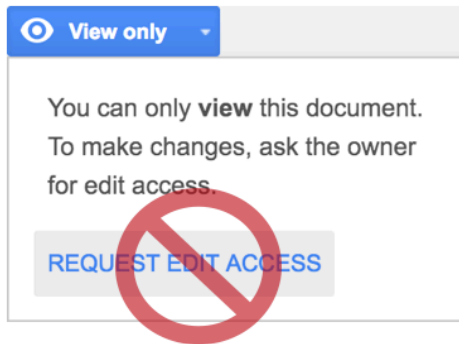 View only
You can only view this document.
To make changes, ask the owner
for edit access.
REQUEST EDIT ACCESS